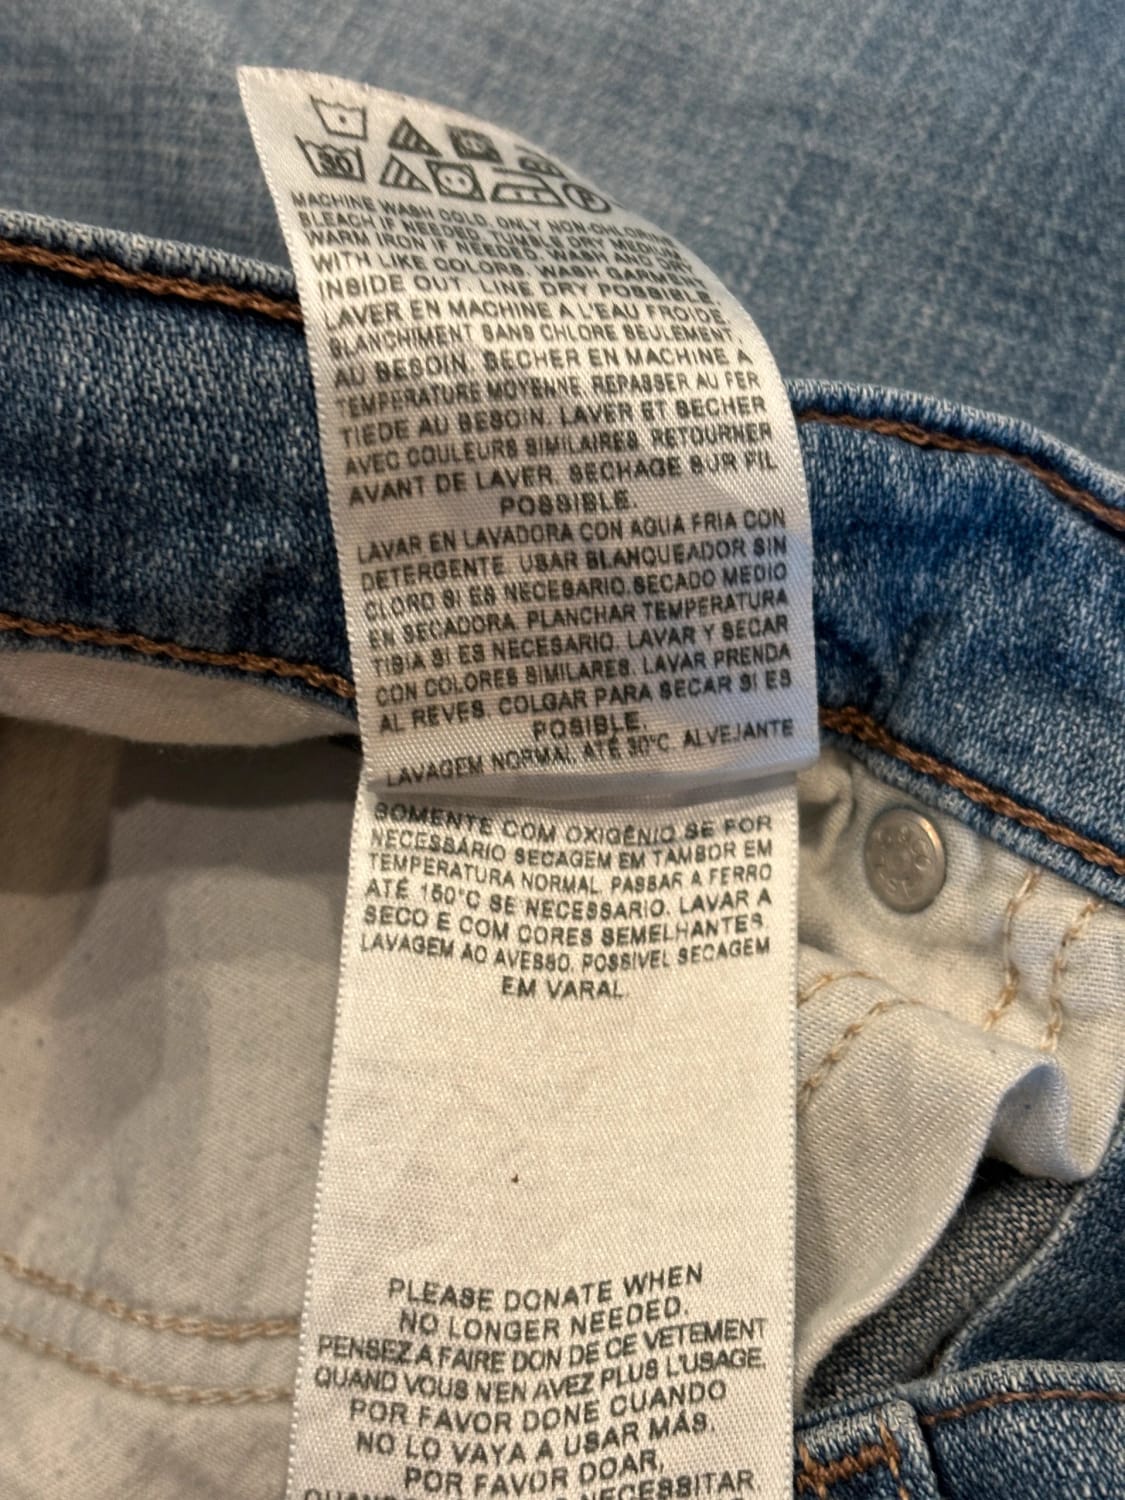 30
P
MACHINE WASH COLD. ONLY NON-CHLORINE
BLEACH IF NEEDED. TUMBLE DRY MEDIUM.
WARM IRON IF NEEDED. WASH AND DRY
WITH LIKE COLORS. WASH GARMENT
INSIDE OUT. LINE DRY POSSIBLE.
LAVER EN MACHINE A L'EAU FROIDE.
BLANCHIMENT SANS CHLORE SEULEMENT,
AU BESOIN. SECHER EN MACHINE A
TEMPERATURE MOYENNE. REPASSER AU FER
TIEDE AU BESOIN. LAVER ET SECHER
AVEC COULEURS SIMILAIRES. RETOURNER
AVANT DE LAVER. SECHAGE SUR FIL
POSSIBLE.
LAVAR EN LAVADORA CON AGUA FRIA CON
DETERGENTE. USAR BLANQUEADOR SIN
CLORO SI ES NECESARIO. SECADO MEDIO
EN SECADORA. PLANCHAR TEMPERATURA
TIBIA SI ES NECESARIO. LAVAR Y SECAR
CON COLORES SIMILARES. LAVAR PRENDA
AL REVES. COLGAR PARA SECAR SI ES
POSIBLE.
LAVAGEM NORMAL ATÉ 30°C. ALVEJANTE
SOMENTE COM OXIGÊNIO SE FOR
NECESSÁRIO SECAGEM EM TAMBOR EM
TEMPERATURA NORMAL. PASSAR A FERRO
ATÉ 150°C SE NECESSARIO. LAVAR A
SECO E COM CORES SEMELHANTES.
LAVAGEM AO AVESSO. POSSIVEL SECAGEM
EM VARAL.
PLEASE DONATE WHEN
NO LONGER NEEDED.
PENSEZ A FAIRE DON DE CE VETEMENT
QUAND VOUS N'EN AVEZ PLUS L'USAGE.
POR FAVOR DONE CUANDO
NO LO VAYA A USAR MÁS.
POR FAVOR DOAR,
NECESSITAR